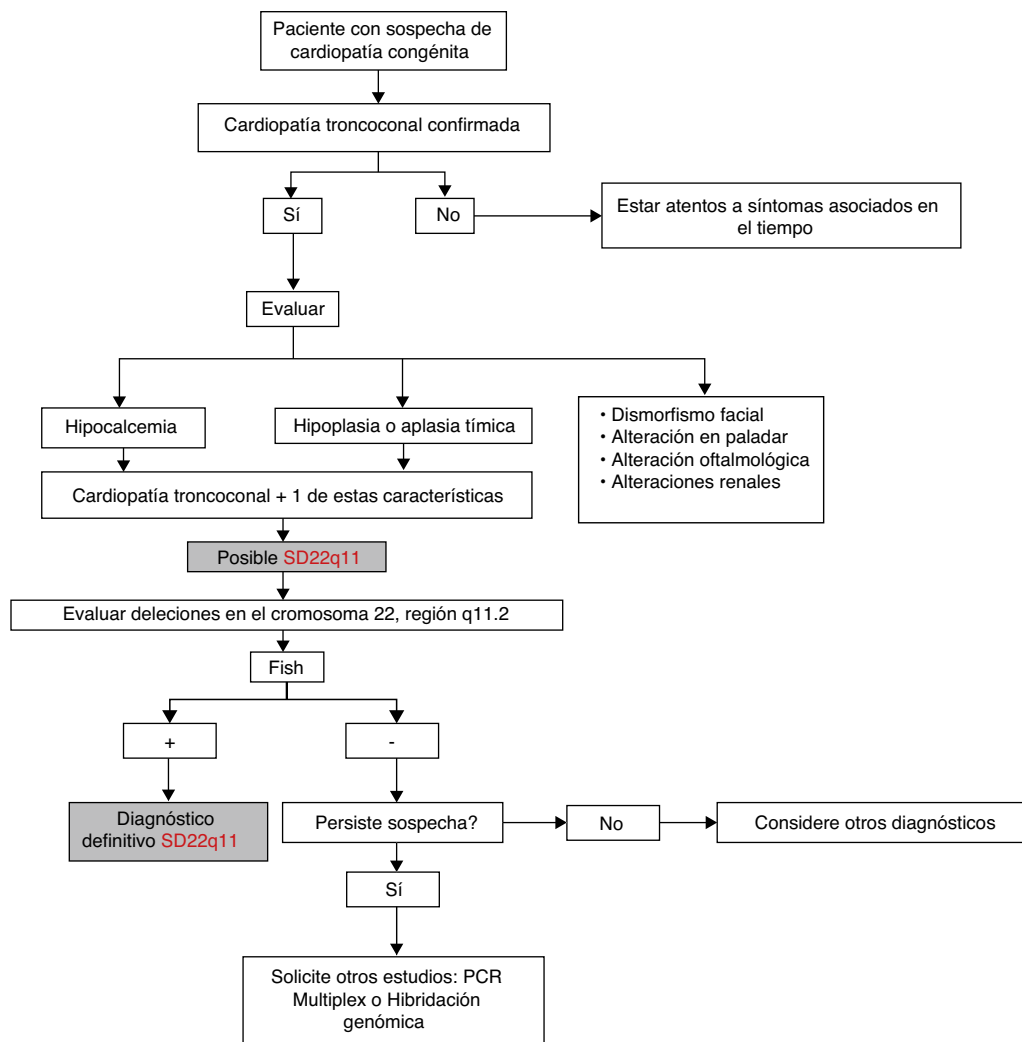 Paciente con sospecha de
cardiopatía congénita
Cardiopatía troncoconal confirmada
Sí
No
Estar atentos a síntomas asociados en
el tiempo
Evaluar
Hipocalcemia
Hipoplasia o aplasia tímica
• Dismorfismo facial
• Alteración en paladar
• Alteración oftalmológica
• Alteraciones renales
Cardiopatía troncoconal + 1 de estas características
Posible SD22q11
Evaluar deleciones en el cromosoma 22, región q11.2
Fish
+
-
Diagnóstico
definitivo SD22q11
Persiste sospecha?
No
Considere otros diagnósticos
Sí
Solicite otros estudios: PCR
Multiplex o Hibridación
genómica